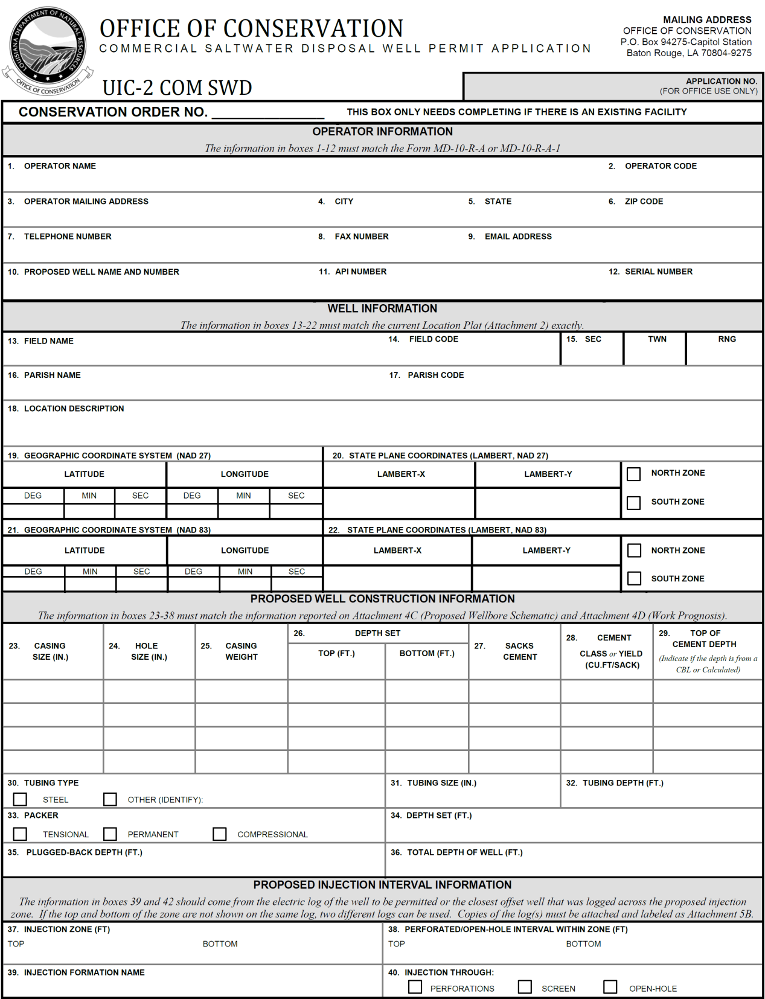 LOUISIANA DEPARTMENT OF NATURAL RESOURCES
OFFICE OF CONSERVATION
OFFICE OF CONSERVATION
COMMERCIAL SALTWATER DISPOSAL WELL PERMIT APPLICATION
UIC-2 COM SWD
MAILING ADDRESS
OFFICE OF CONSERVATION
P.O. Box 94275-Capitol Station
Baton Rouge, LA 70804-9275
APPLICATION NO.
(FOR OFFICE USE ONLY)
CONSERVATION ORDER NO. _______________ THIS BOX ONLY NEEDS COMPLETING IF THERE IS AN EXISTING FACILITY
OPERATOR INFORMATION
The information in boxes 1-12 must match the Form MD-10-R-A or MD-10-R-A-1
1. OPERATOR NAME 2. OPERATOR CODE
3. OPERATOR MAILING ADDRESS 4. CITY 5. STATE 6. ZIP CODE
7. TELEPHONE NUMBER 8. FAX NUMBER 9. EMAIL ADDRESS
10. PROPOSED WELL NAME AND NUMBER 11. API NUMBER 12. SERIAL NUMBER
WELL INFORMATION
The information in boxes 13-22 must match the current Location Plat (Attachment 2) exactly.
13. FIELD NAME 14. FIELD CODE 15. SEC TWN RNG
16. PARISH NAME 17. PARISH CODE
18. LOCATION DESCRIPTION
19. GEOGRAPHIC COORDINATE SYSTEM (NAD 27) 20. STATE PLANE COORDINATES (LAMBERT, NAD 27)
LATITUDE LONGITUDE LAMBERT-X LAMBERT-Y NORTH ZONE
DEG MIN SEC DEG MIN SEC SOUTH ZONE
21. GEOGRAPHIC COORDINATE SYSTEM (NAD 83) 22. STATE PLANE COORDINATES (LAMBERT, NAD 83)
LATITUDE LONGITUDE LAMBERT-X LAMBERT-Y NORTH ZONE
DEG MIN SEC DEG MIN SEC SOUTH ZONE
PROPOSED WELL CONSTRUCTION INFORMATION
The information in boxes 23-38 must match the information reported on Attachment 4C (Proposed Wellbore Schematic) and Attachment 4D (Work Prognosis).
23. CASING
SIZE (IN.)
24. HOLE
SIZE (IN.)
25. CASING
WEIGHT
26. DEPTH SET
TOP (FT.) BOTTOM (FT.)
27. SACKS
CEMENT
28. CEMENT
CLASS or YIELD
(CU.FT/SACK)
29. TOP OF
CEMENT DEPTH
(Indicate if the depth is from a
CBL or Calculated)
30. TUBING TYPE 31. TUBING SIZE (IN.) 32. TUBING DEPTH (FT.)
STEEL OTHER (IDENTIFY):
33. PACKER 34. DEPTH SET (FT.)
TENSIONAL PERMANENT COMPRESSIONAL
35. PLUGGED-BACK DEPTH (FT.) 36. TOTAL DEPTH OF WELL (FT.)
PROPOSED INJECTION INTERVAL INFORMATION
The information in boxes 39 and 42 should come from the electric log of the well to be permitted or the closest offset well that was logged across the proposed injection
zone. If the top and bottom of the zone are not shown on the same log, two different logs can be used. Copies of the log(s) must be attached and labeled as Attachment 5B.
37. INJECTION ZONE (FT) 38. PERFORATED/OPEN-HOLE INTERVAL WITHIN ZONE (FT)
TOP BOTTOM TOP BOTTOM
39. INJECTION FORMATION NAME 40. INJECTION THROUGH:
PERFORATIONS SCREEN OPEN-HOLE